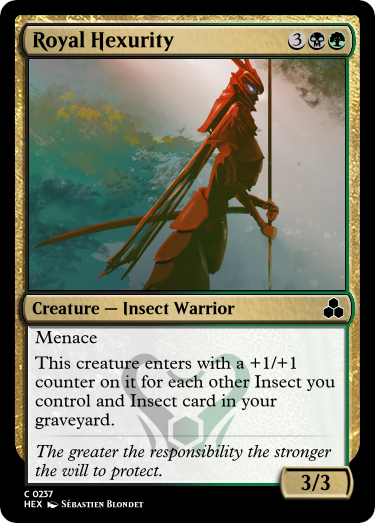 Royal Hexurity 3
Creature — Insect Warrior
Menace
This creature enters with a +1/+1
counter on it for each other Insect you
control and Insect card in your
graveyard.
The greater the responsibility the stronger
the will to protect.
3/3
C 0237
HEX Sébastien Blondet